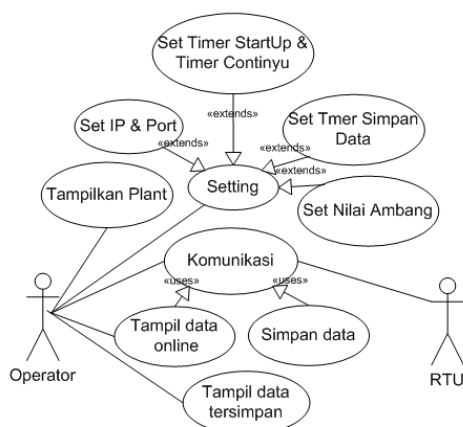 Set Timer StartUp &
Timer Continyu
«extends»
Set IP & Port
«extends»
Set Tmer Simpan
Data
«extends»
Tampilkan Plant
Setting
«extends»
Set Nilai Ambang
Komunikasi
«uses»
«uses»
Tampil data
online
Simpan data
Operator
RTU
Tampil data
tersimpan